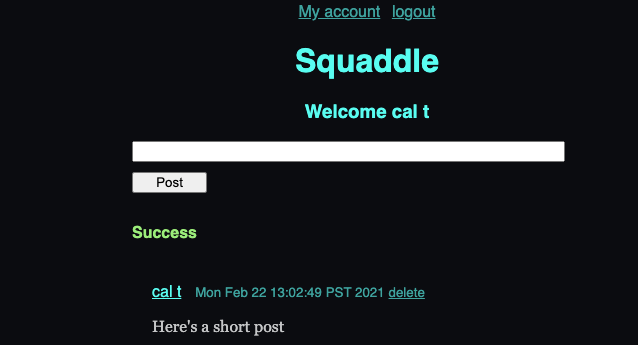 My account logout
Squaddle
Welcome cal t
Post
Success
cal t Mon Feb 22 13:02:49 PST 2021 delete
Here's a short post